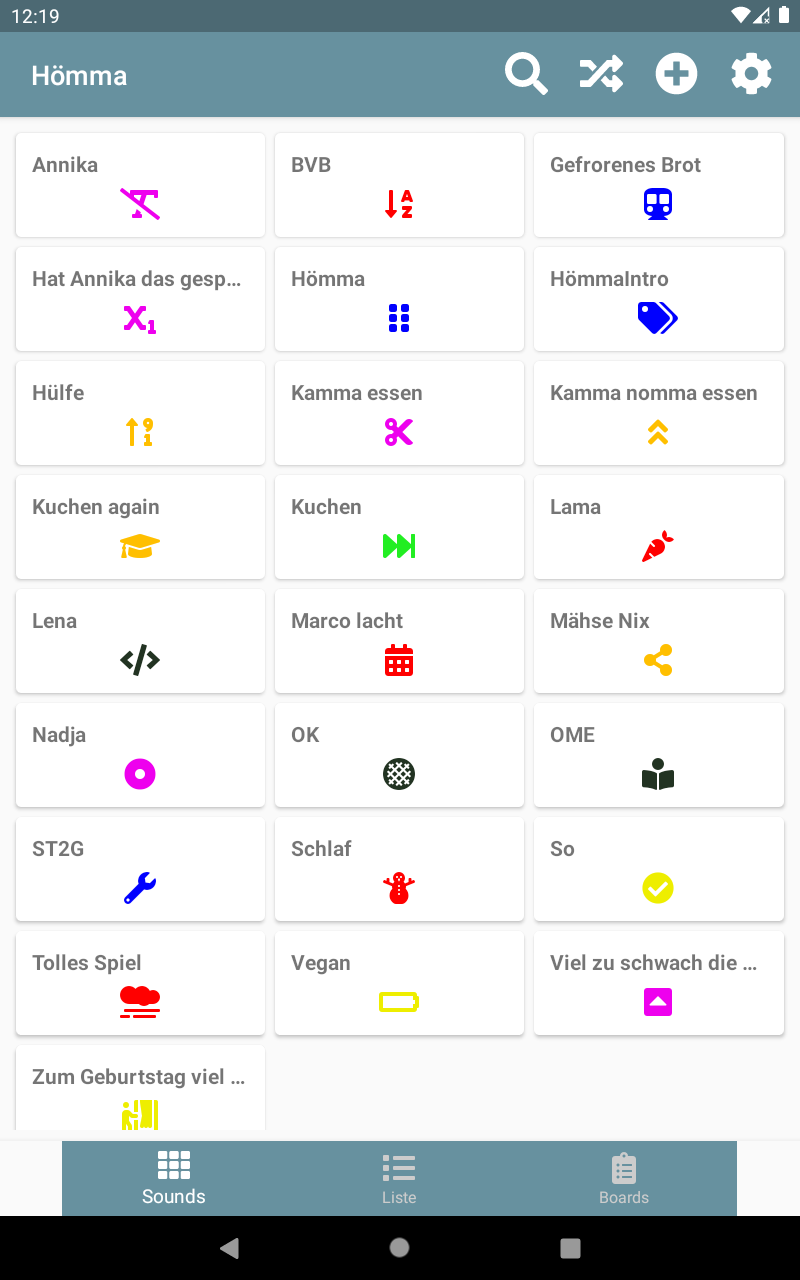 12:19
Hömma
Annika
BVB
Gefrorenes Brot
Hat Annika das gesp…
Hömma
HömmaIntro
Hülfe
Kamma essen
Kamma nomma essen
Kuchen again
Kuchen
Lama
Lena
Marco lacht
Mähse Nix
Nadja
OK
OME
ST2G
Schlaf
So
Tolles Spiel
Vegan
Viel zu schwach die …
Zum Geburtstag viel …
Sounds
Liste
Boards